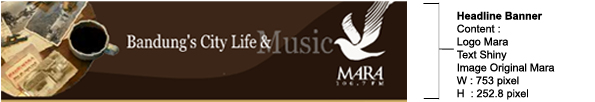 Bandung's City Life & Music
MARA
106.7 FM
Headline Banner
Content :
Logo Mara
Text Shiny
Image Original Mara
W : 753 pixel
H : 252.8 pixel